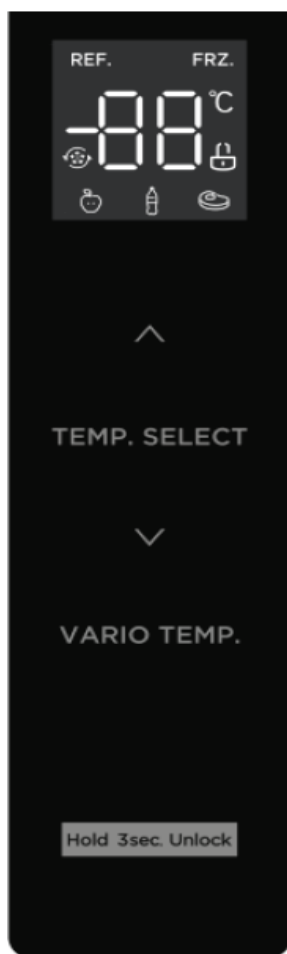 REF. FRZ.
-88°C
TEMP. SELECT
VARIO TEMP.
Hold 3sec. Unlock